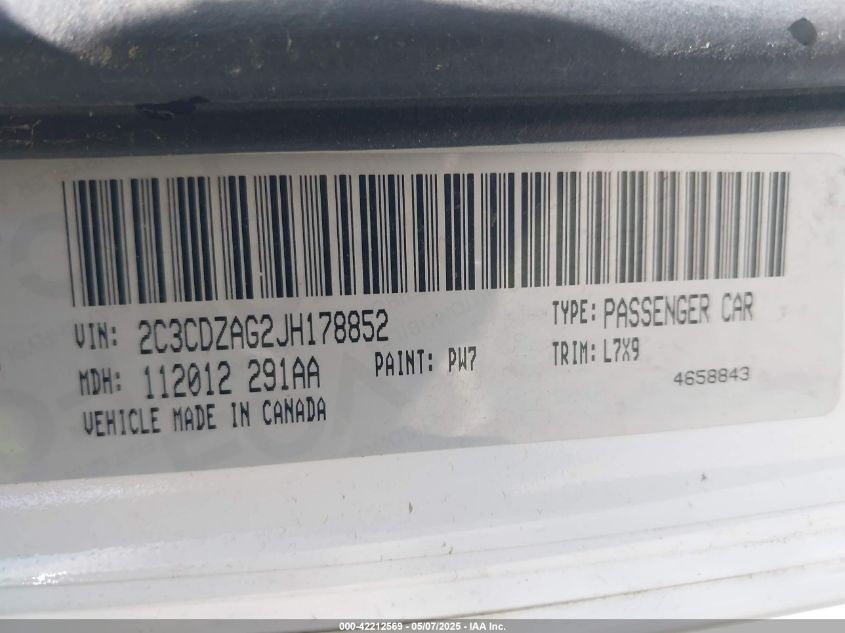 VIN: 2C3CDZAG2JH178852
TYPE: PASSENGER CAR
MDH: 112012 291AA
PAINT: PW7
TRIM: L7X9
4658843
VEHICLE MADE IN CANADA
000-42212569 — 05/07/2025 — IAA Inc.